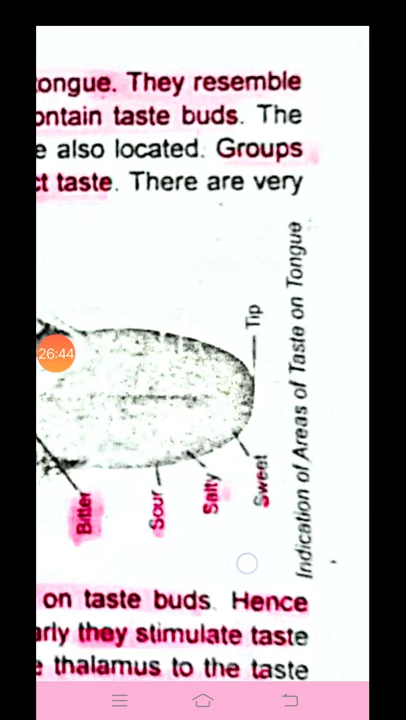 tongue. They resemble
ontain taste buds. The
e also located. Groups
ct taste. There are very
Tip
Indication of Areas of Taste on Tongue
26:44
Bitter
Sour
Salty
Sweet
on taste buds. Hence
arly they stimulate taste
e thalamus to the taste